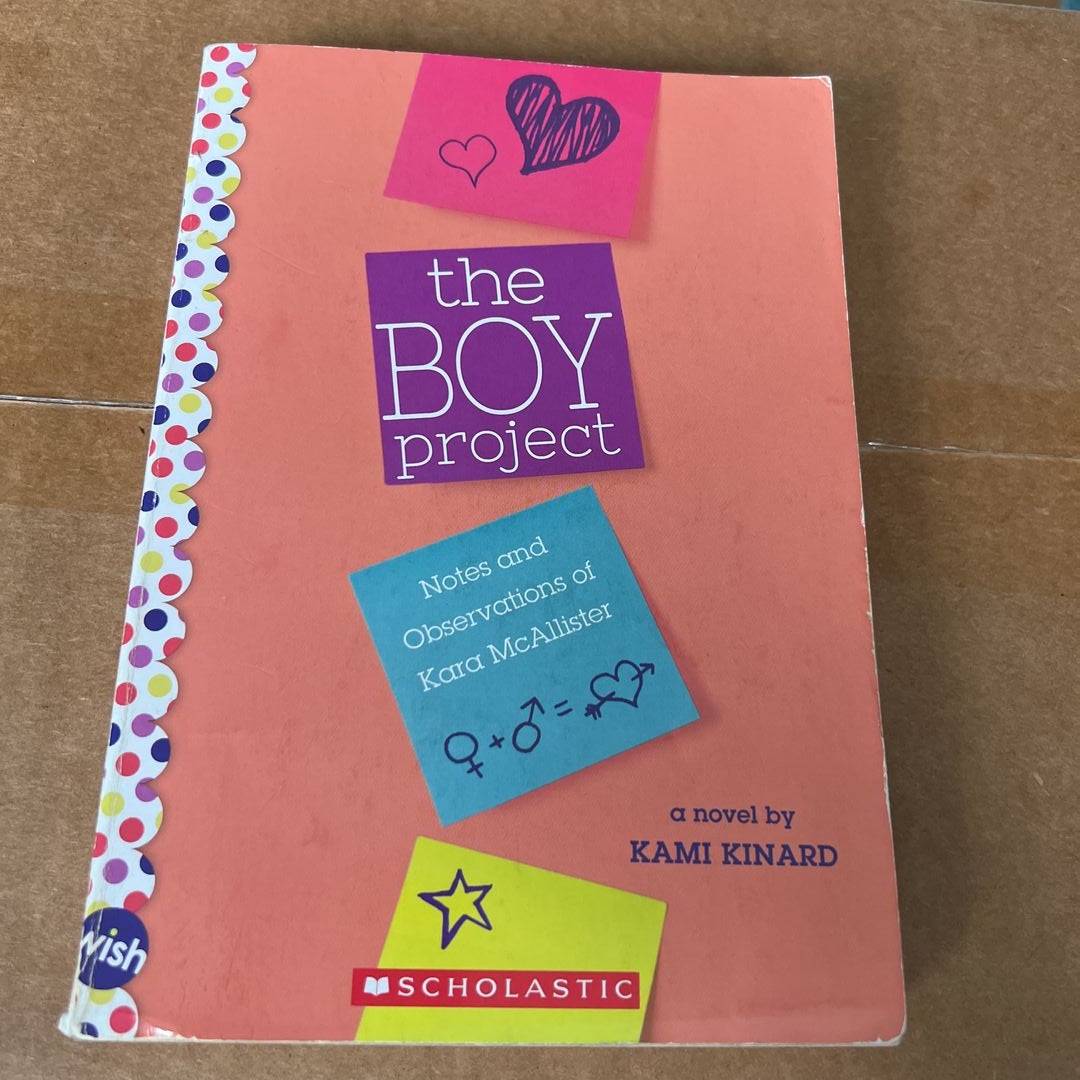 the
BOY
project
Notes and
Observations of
Kara McAllister
♀ + ♂ =
a novel by
KAMI KINARD
wish
SCHOLASTIC